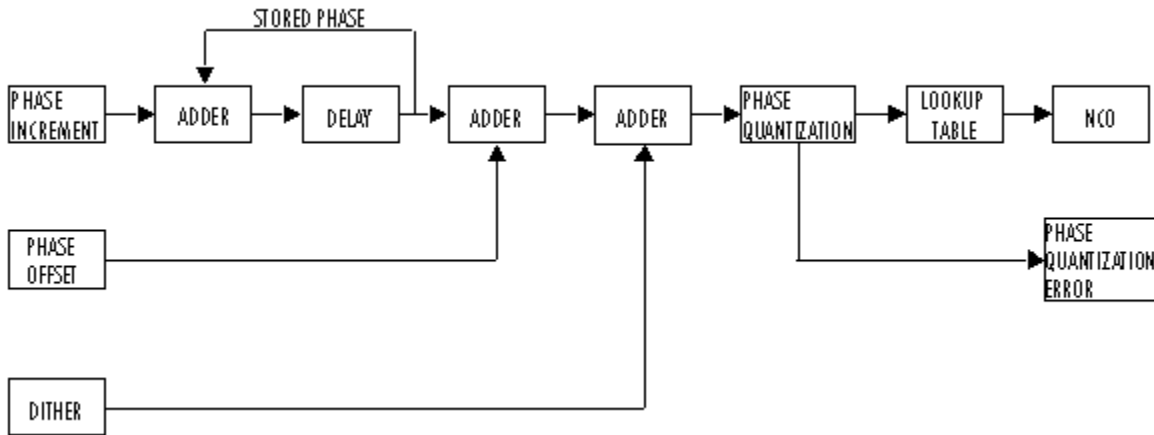 STORED PHASE
PHASE
INCREMENT
ADDER
DELAY
ADDER
ADDER
PHASE
QUANTIZATION
LOOKUP
TABLE
NCO
PHASE
OFFSET
PHASE
QUANTIZATION
ERROR
DITHER